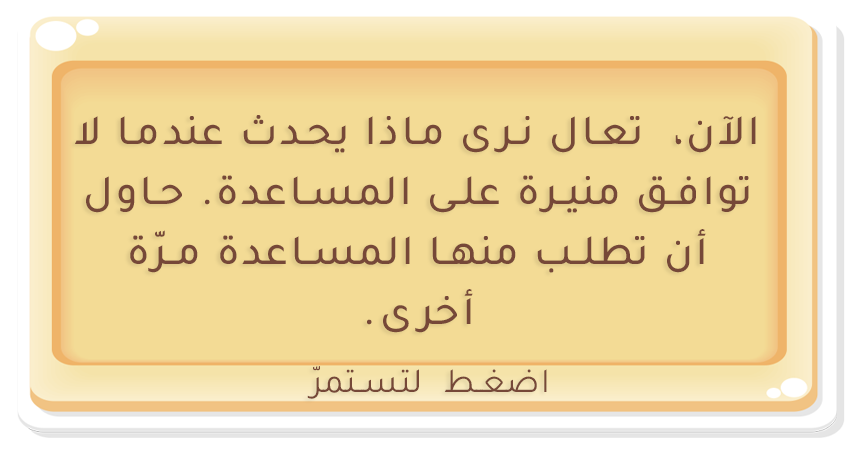 الآن، تعال نرى ماذا يحدث عندما لا
توافق منيرة على المساعدة. حاول
أن تطلب منها المساعدة مرّة
أخرى.
اضغط لتستمرّ